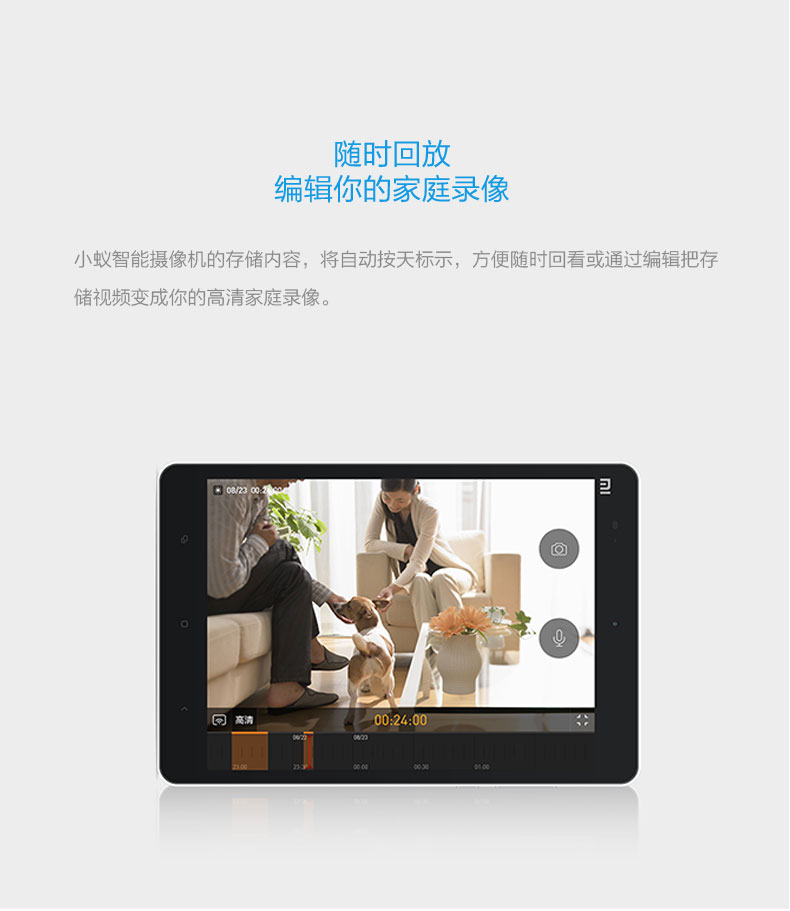 随时回放
编辑你的家庭录像
小蚁智能摄像机的存储内容，将自动按天标示，方便随时回看或通过编辑把存
储视频变成你的高清家庭录像。
08/23
高清 00:24:00
08/22 08/23
23:00 23:30 00:00 00:30 01:00